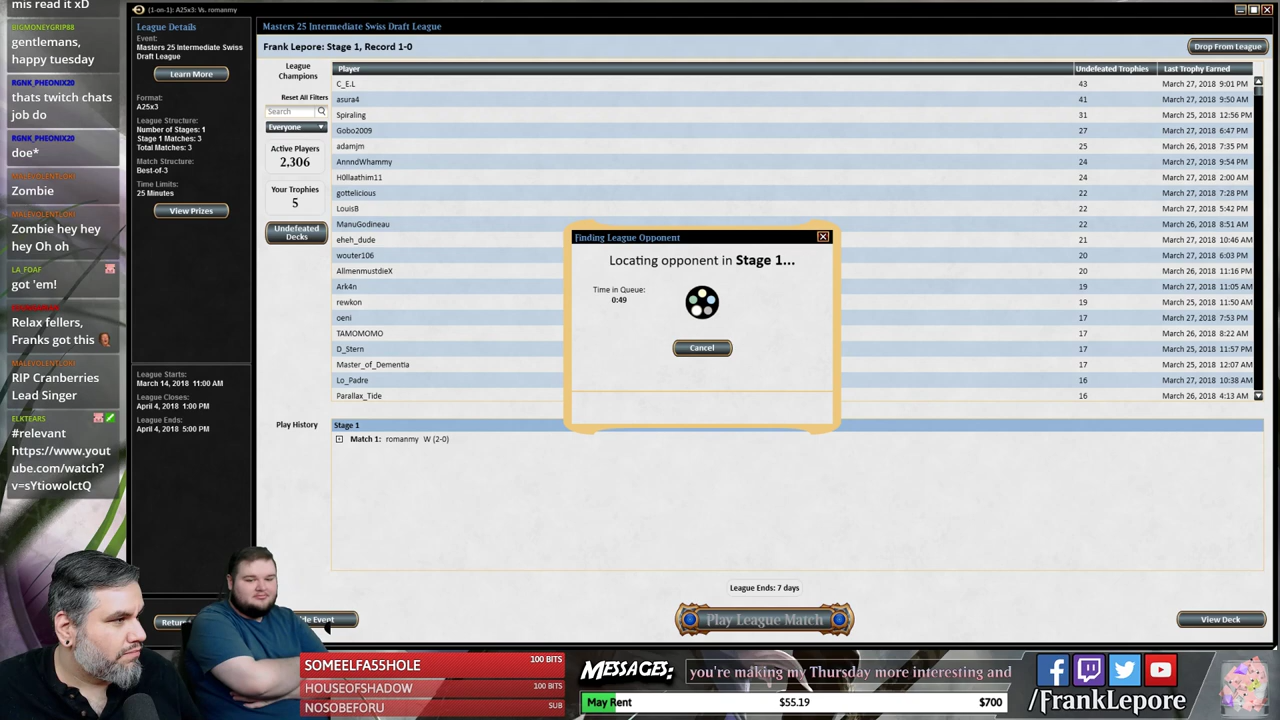 mis read it xD
BIGMONEYGRIP88
gentlemans,
happy tuesday
RGNK_PHEONIX20
thats twitch chats
job do
RGNK_PHEONIX20
doe*
MALEVOLENTLOKI
Zombie
MALEVOLENTLOKI
Zombie hey hey
hey Oh oh
LA_FOAF
got 'em!
Relax fellers,
Franks got this
MALEVOLENTLOKI
RIP Cranberries
Lead Singer
ELKTEARS
#relevant
https://www.yout
ube.com/watch?
v=sYtiowolctQ
(1-on-1): A25x3: Vs. romanmy
League Details
Event:
Masters 25 Intermediate Swiss
Draft League
Learn More
Format:
A25x3
League Structure:
Number of Stages: 1
Stage 1 Matches: 3
Total Matches: 3
Match Structure:
Best-of-3
Time Limits:
25 Minutes
View Prizes
League Starts:
March 14, 2018 11:00 AM
League Closes:
April 4, 2018 1:00 PM
League Ends:
April 4, 2018 5:00 PM
Masters 25 Intermediate Swiss Draft League
Frank Lepore: Stage 1, Record 1-0
Drop From League
League
Champions
Reset All Filters
Search
Everyone
Active Players
2,306
Your Trophies
5
Undefeated
Decks
Player Undefeated Trophies Last Trophy Earned
C_E.L 43 March 27, 2018 9:01 PM
asura4 41 March 27, 2018 9:50 AM
Spiraling 31 March 25, 2018 12:56 PM
Gobo2009 27 March 27, 2018 6:47 PM
adamjm 25 March 26, 2018 7:35 PM
AnnndWhammy 24 March 27, 2018 9:54 PM
H0llaathim11 24 March 27, 2018 2:00 AM
gottelicious 22 March 27, 2018 7:28 PM
LouisB 22 March 27, 2018 5:42 PM
ManuGodineau 22 March 26, 2018 8:51 AM
eheh_dude 21 March 27, 2018 10:46 AM
wouter106 20 March 27, 2018 6:03 PM
AllmenmustdieX 20 March 26, 2018 11:16 PM
Ark4n 19 March 27, 2018 11:05 AM
rewkon 19 March 25, 2018 11:50 AM
oeni 17 March 27, 2018 7:53 PM
TAMOMOMO 17 March 26, 2018 8:22 AM
D_Stern 17 March 25, 2018 11:57 PM
Master_of_Dementia 17 March 25, 2018 12:07 AM
Lo_Padre 16 March 27, 2018 10:38 AM
Parallax_Tide 16 March 26, 2018 4:13 AM
Finding League Opponent
Locating opponent in Stage 1...
Time in Queue:
0:49
Cancel
Play History
Stage 1
Match 1: romanmy W (2-0)
League Ends: 7 days
Play League Match
View Deck
SOMEELFA55HOLE 100 BITS
HOUSEOFSHADOW 100 BITS
NOSOBEFORU SUB
MESSAGES:
you're making my Thursday more interesting and
May Rent $55.19 $700
/FrankLepore